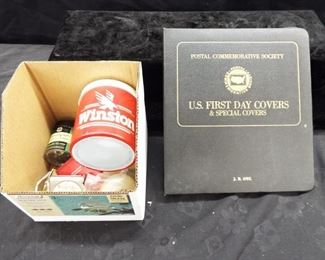 Winston
POSTAL COMMEMORATIVE SOCIETY
U.S. FIRST DAY COVERS
& SPECIAL COVERS